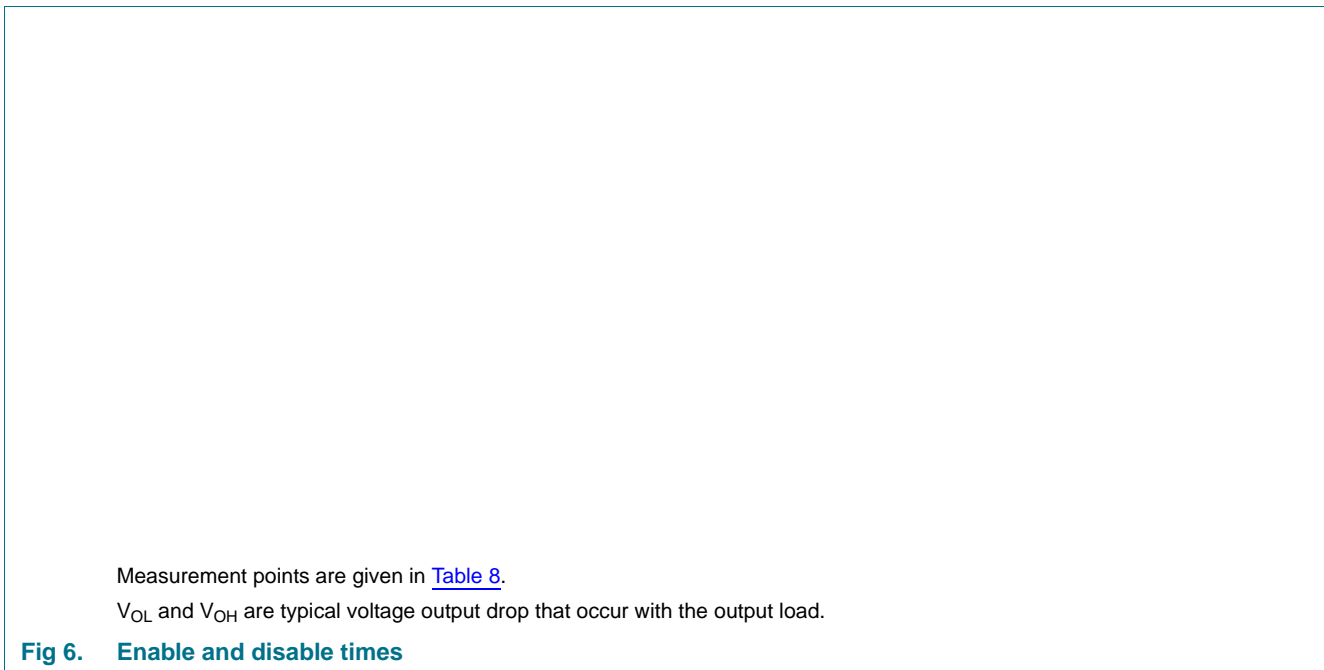 Measurement points are given in Table 8.
VOL and VOH are typical voltage output drop that occur with the output load.
Fig 6. Enable and disable times